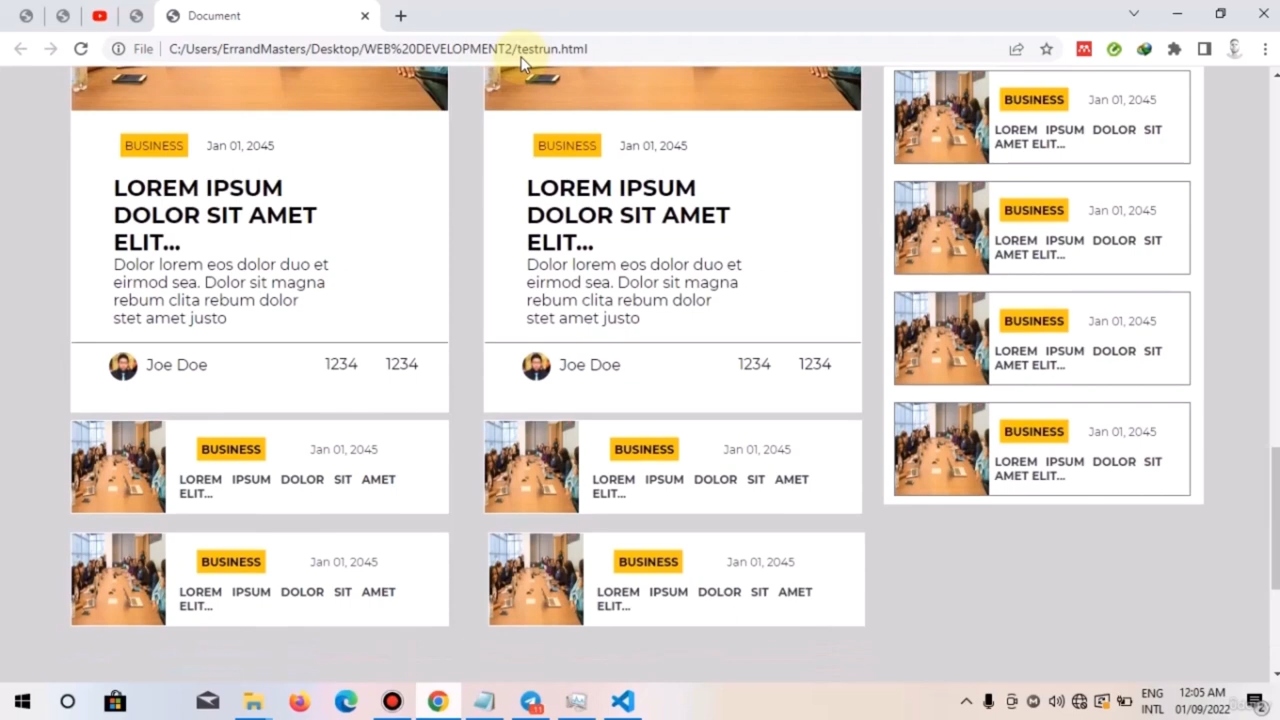 Document
File
C:/Users/ErrandMasters/Desktop/WEB%20DEVELOPMENT2/testrun.html
BUSINESS Jan 01, 2045
LOREM IPSUM
DOLOR SIT AMET
ELIT...
Dolor lorem eos dolor duo et
eirmod sea. Dolor sit magna
rebum clita rebum dolor
stet amet justo
Joe Doe 1234 1234
BUSINESS Jan 01, 2045
LOREM IPSUM DOLOR SIT AMET
ELIT...
BUSINESS Jan 01, 2045
LOREM IPSUM DOLOR SIT AMET
ELIT...
BUSINESS Jan 01, 2045
LOREM IPSUM
DOLOR SIT AMET
ELIT...
Dolor lorem eos dolor duo et
eirmod sea. Dolor sit magna
rebum clita rebum dolor
stet amet justo
Joe Doe 1234 1234
BUSINESS Jan 01, 2045
LOREM IPSUM DOLOR SIT AMET
ELIT...
BUSINESS Jan 01, 2045
LOREM IPSUM DOLOR SIT AMET
ELIT...
BUSINESS Jan 01, 2045
LOREM IPSUM DOLOR SIT
AMET ELIT...
BUSINESS Jan 01, 2045
LOREM IPSUM DOLOR SIT
AMET ELIT...
BUSINESS Jan 01, 2045
LOREM IPSUM DOLOR SIT
AMET ELIT...
BUSINESS Jan 01, 2045
LOREM IPSUM DOLOR SIT
AMET ELIT...
ENG
INTL
12:05 AM
01/09/2022